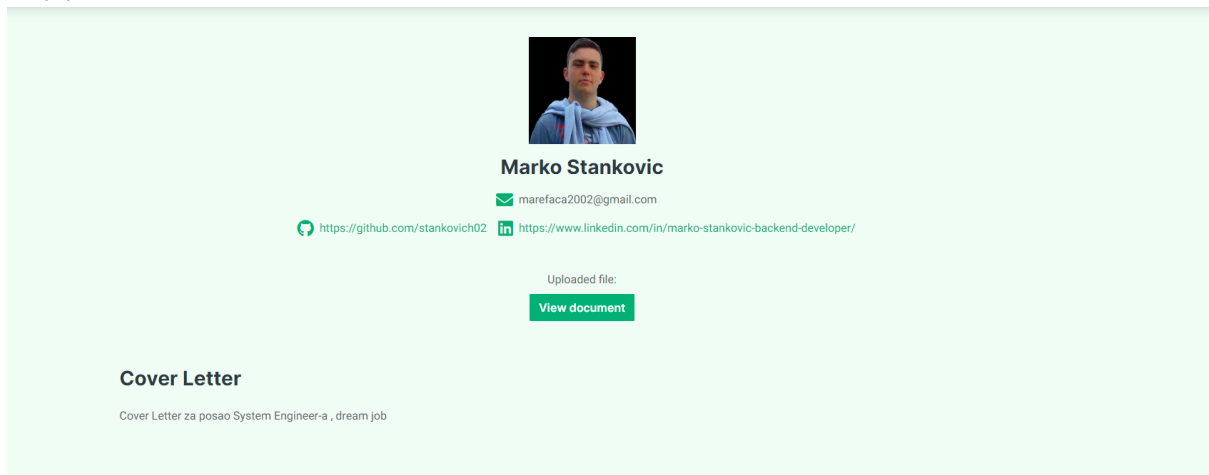 Marko Stankovic
marefaca2002@gmail.com
https://github.com/stankovich02 https://www.linkedin.com/in/marko-stankovic-backend-developer/
Uploaded file:
View document
Cover Letter
Cover Letter za posao System Engineer-a , dream job